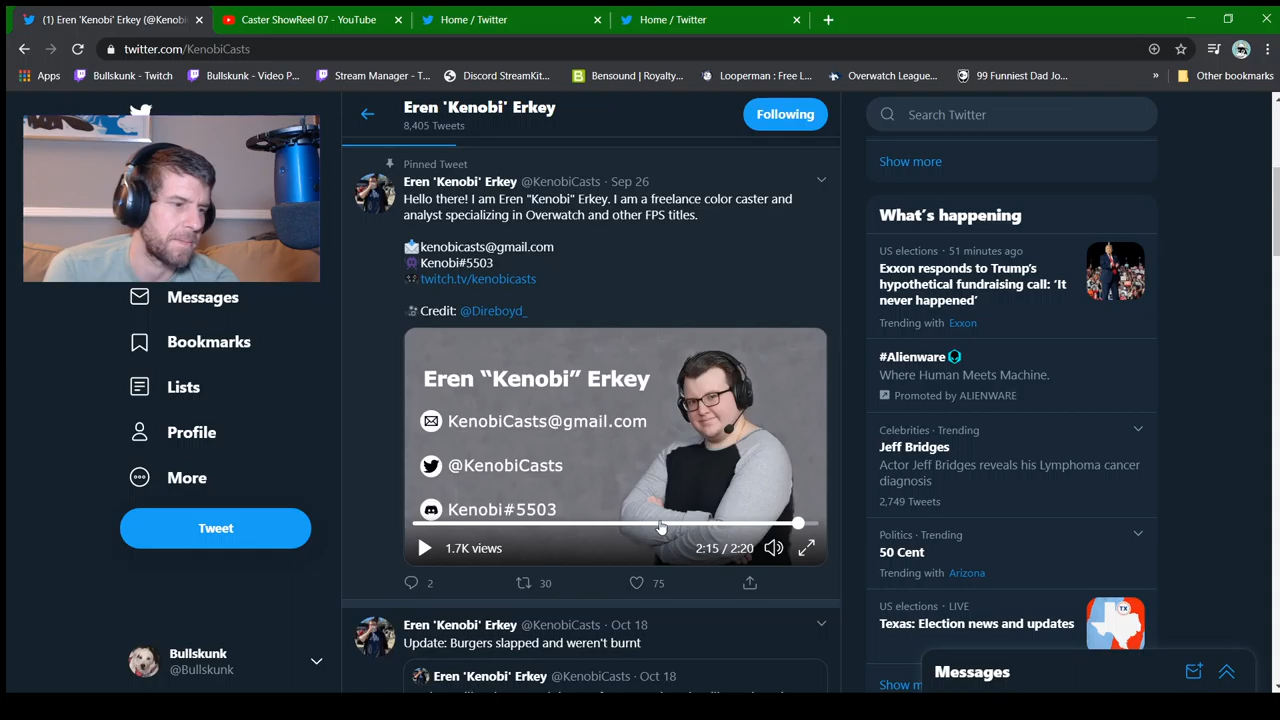 (1) Eren 'Kenobi' Erkey (@Kenobi
Caster ShowReel 07 - YouTube
Home / Twitter
Home / Twitter
twitter.com/KenobiCasts
Apps
Bullskunk - Twitch
Bullskunk - Video P...
Stream Manager - T...
Discord StreamKit...
Bensound | Royalty...
Looperman : Free L...
Overwatch League...
99 Funniest Dad Jo...
»
Other bookmarks
Eren 'Kenobi' Erkey
8,405 Tweets
Following
Search Twitter
Show more
Messages
Bookmarks
Lists
Profile
More
Tweet
Bullskunk
@Bullskunk
Pinned Tweet
Eren 'Kenobi' Erkey @KenobiCasts · Sep 26
Hello there! I am Eren "Kenobi" Erkey. I am a freelance color caster and
analyst specializing in Overwatch and other FPS titles.
kenobicasts@gmail.com
Kenobi#5503
twitch.tv/kenobicasts
Credit: @Direboyd_
Eren “Kenobi” Erkey
KenobiCasts@gmail.com
@KenobiCasts
Kenobi#5503
1.7K views
2:15 / 2:20
2
30
75
Eren 'Kenobi' Erkey @KenobiCasts · Oct 18
Update: Burgers slapped and weren't burnt
Eren 'Kenobi' Erkey @KenobiCasts · Oct 18
What's happening
US elections · 51 minutes ago
Exxon responds to Trump's
hypothetical fundraising call: 'It
never happened'
Trending with Exxon
#Alienware
Where Human Meets Machine.
Promoted by ALIENWARE
Celebrities · Trending
Jeff Bridges
Actor Jeff Bridges reveals his Lymphoma cancer
diagnosis
2,749 Tweets
Politics · Trending
50 Cent
Trending with Arizona
US elections · LIVE
Texas: Election news and updates
TX
Show m
Messages